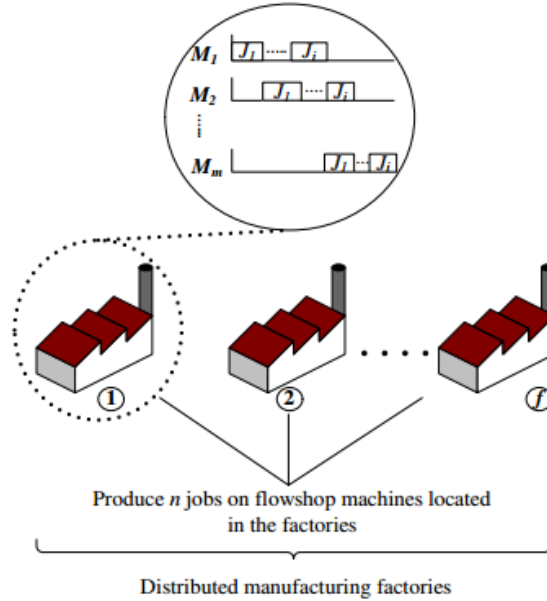 M1 J1 ...... Ji
M2 J1 .... Ji
Mm J1 ... Ji
1 2 f
Produce n jobs on flowshop machines located
in the factories
Distributed manufacturing factories